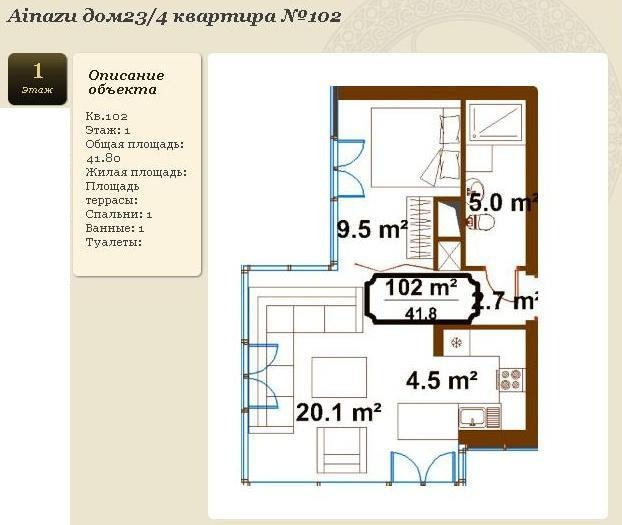 Ainazu дом23/4 квартира №102
1
Этаж
Описание
объекта
Кв.102
Этаж: 1
Общая площадь:
41.80
Жилая площадь:
Площадь
террасы:
Спальни: 1
Ванные: 1
Туалеты:
5.0 m²
9.5 m²
102 m²
41.8
2.7 m²
4.5 m²
20.1 m²